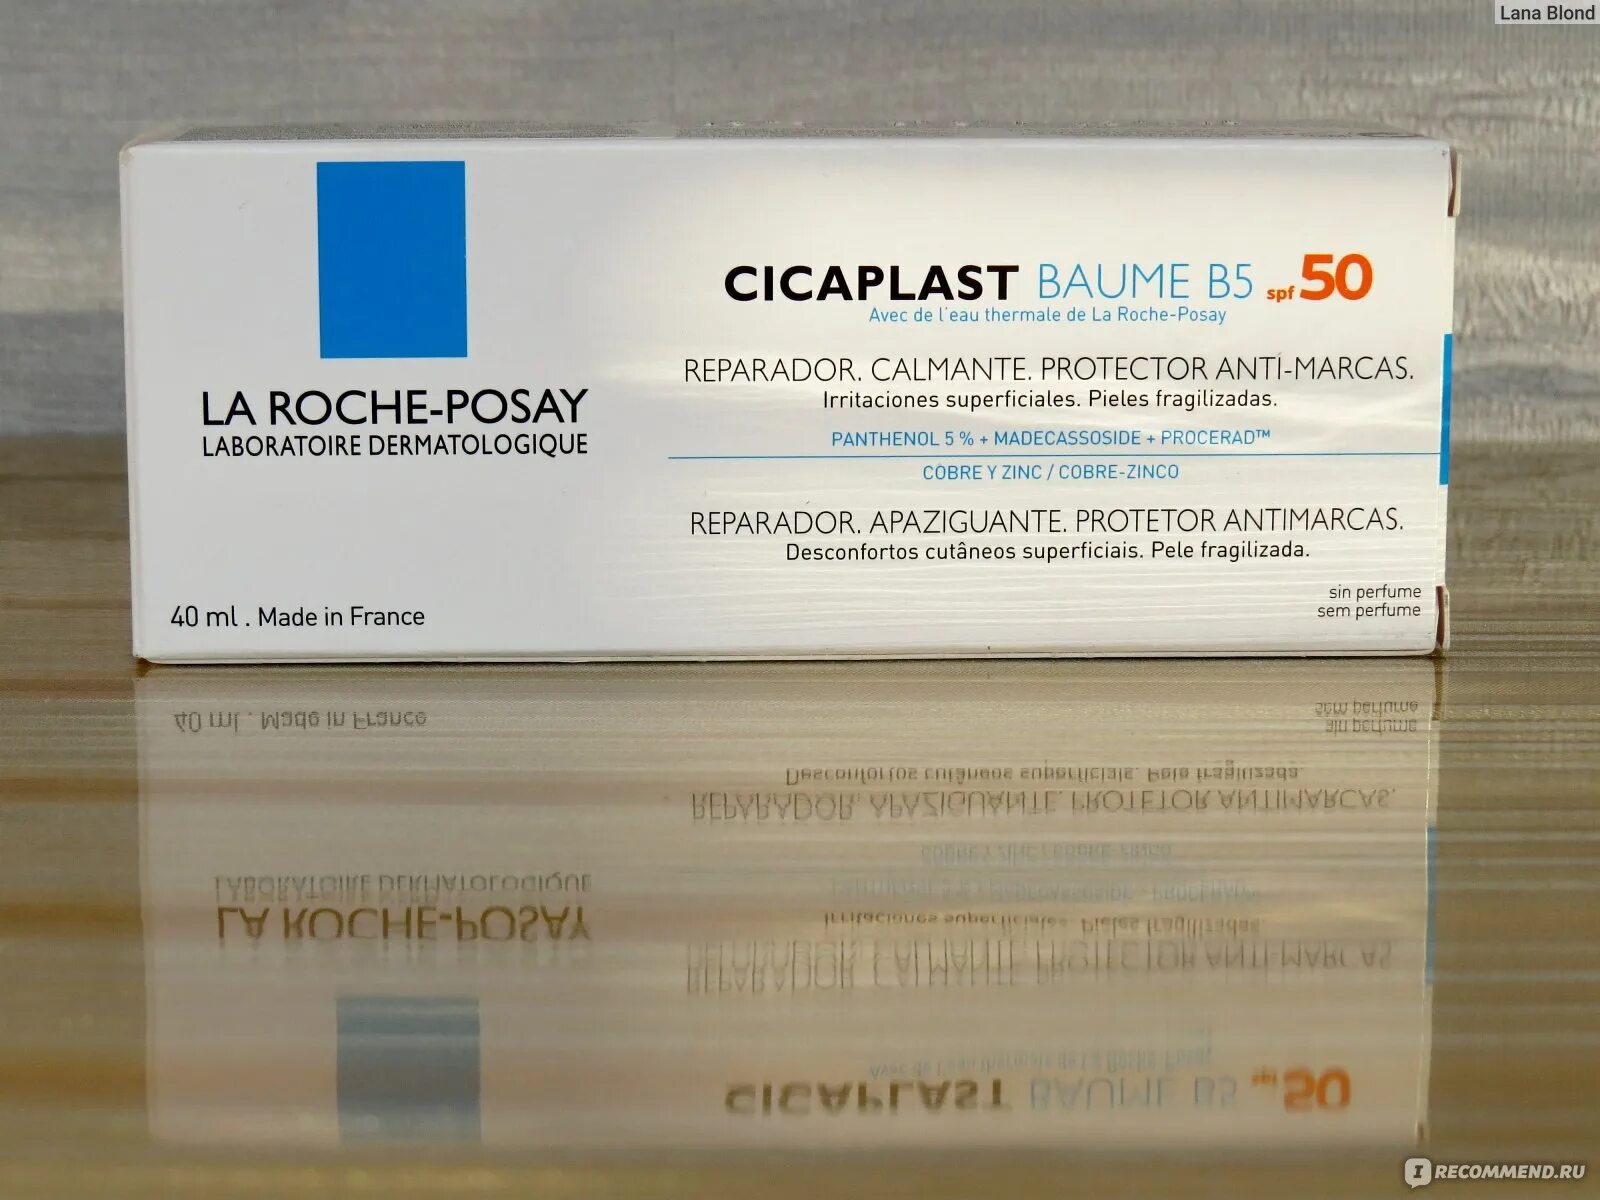 Lana Blond
LA ROCHE-POSAY
LABORATOIRE DERMATOLOGIQUE
40 ml . Made in France
CICAPLAST BAUME B5 spf 50
Avec de l'eau thermale de La Roche-Posay
REPARADOR. CALMANTE. PROTECTOR ANTI-MARCAS.
Irritaciones superficiales. Pieles fragilizadas.
PANTHENOL 5 % + MADECASSOSIDE + PROCERAD™
COBRE Y ZINC / COBRE-ZINCO
REPARADOR. APAZIGUANTE. PROTETOR ANTIMARCAS.
Desconfortos cutâneos superficiais. Pele fragilizada.
sin perfume
sem perfume
IRECOMMEND.RU